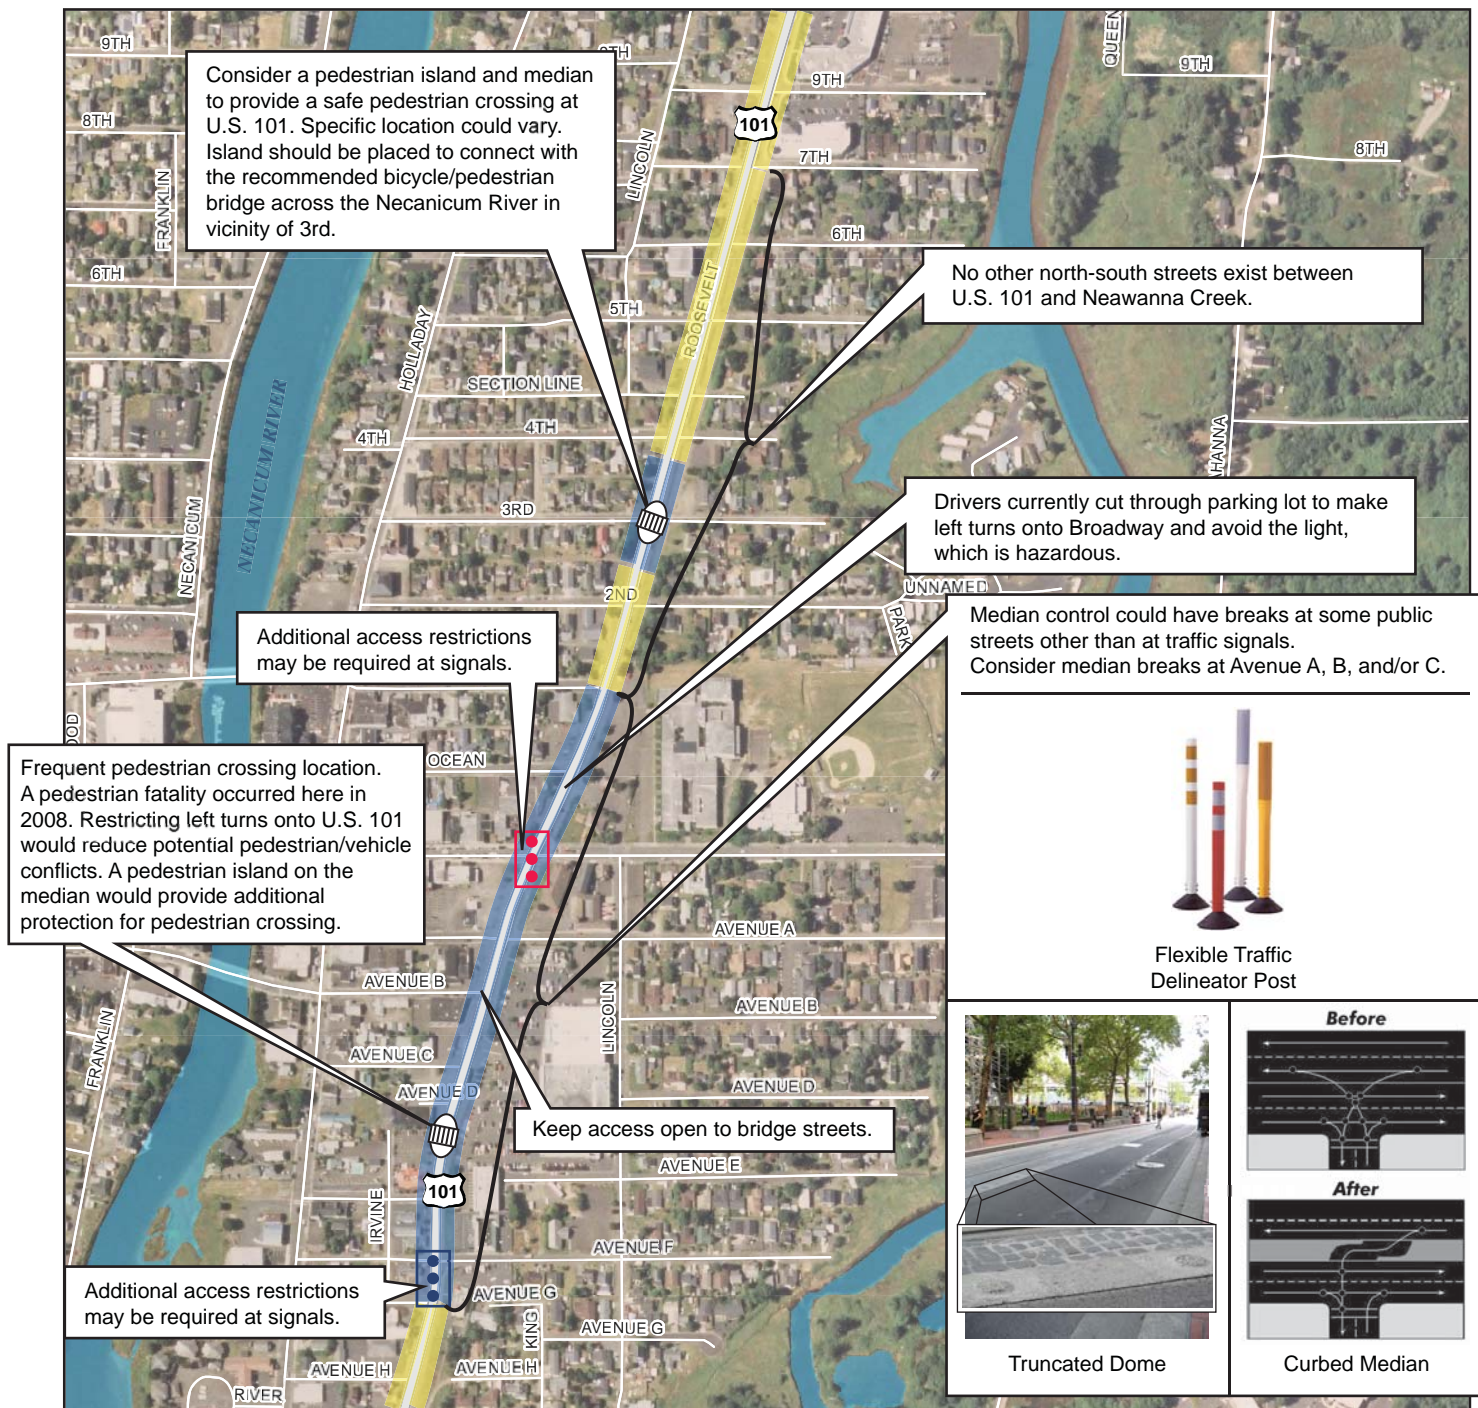 9TH
8TH
FRANKLIN
6TH
Consider a pedestrian island and median
to provide a safe pedestrian crossing at
U.S. 101. Specific location could vary.
Island should be placed to connect with
the recommended bicycle/pedestrian
bridge across the Necanicum River in
vicinity of 3rd.
LINCOLN
9TH
101
7TH
6TH
QUEEN
9TH
8TH
No other north-south streets exist between
U.S. 101 and Neawanna Creek.
5TH
ROOSEVELT
HOLLADAY
SECTION LINE
4TH
4TH
NECANICUM RIVER
NECANICUM
3RD
AHANNA
Drivers currently cut through parking lot to make
left turns onto Broadway and avoid the light,
which is hazardous.
2ND
UNNAMED
PARK
Additional access restrictions
may be required at signals.
Median control could have breaks at some public
streets other than at traffic signals.
Consider median breaks at Avenue A, B, and/or C.
OOD
OCEAN
Frequent pedestrian crossing location.
A pedestrian fatality occurred here in
2008. Restricting left turns onto U.S. 101
would reduce potential pedestrian/vehicle
conflicts. A pedestrian island on the
median would provide additional
protection for pedestrian crossing.
AVENUE A
Flexible Traffic
Delineator Post
AVENUE B
AVENUE B
LINCOLN
FRANKLIN
AVENUE C
AVENUE D
AVENUE D
Keep access open to bridge streets.
AVENUE E
101
IRVINE
AVENUE F
Additional access restrictions
may be required at signals.
AVENUE G
KING
AVENUE G
AVENUE H
AVENUE H
RIVER
Before
After
Truncated Dome
Curbed Median